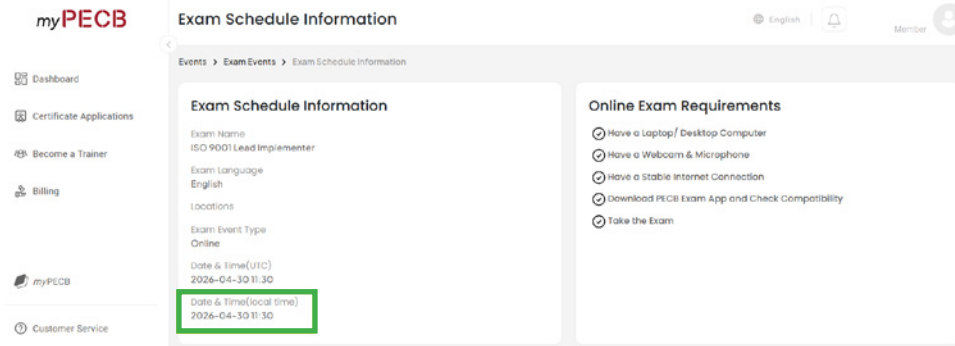 myPECB
Exam Schedule Information
English
Member
Events > Exam Events > Exam Schedule Information
Dashboard
Certificate Applications
Become a Trainer
Billing
myPECB
Customer Service
Exam Schedule Information
Exam Name
ISO 9001 Lead Implementer
Exam Language
English
Locations
Exam Event Type
Online
Date & Time(UTC)
2026-04-30 11:30
Date & Time(local time)
2026-04-30 11:30
Online Exam Requirements
Have a Laptop/ Desktop Computer
Have a Webcam & Microphone
Have a Stable Internet Connection
Download PECB Exam App and Check Compatibility
Take the Exam